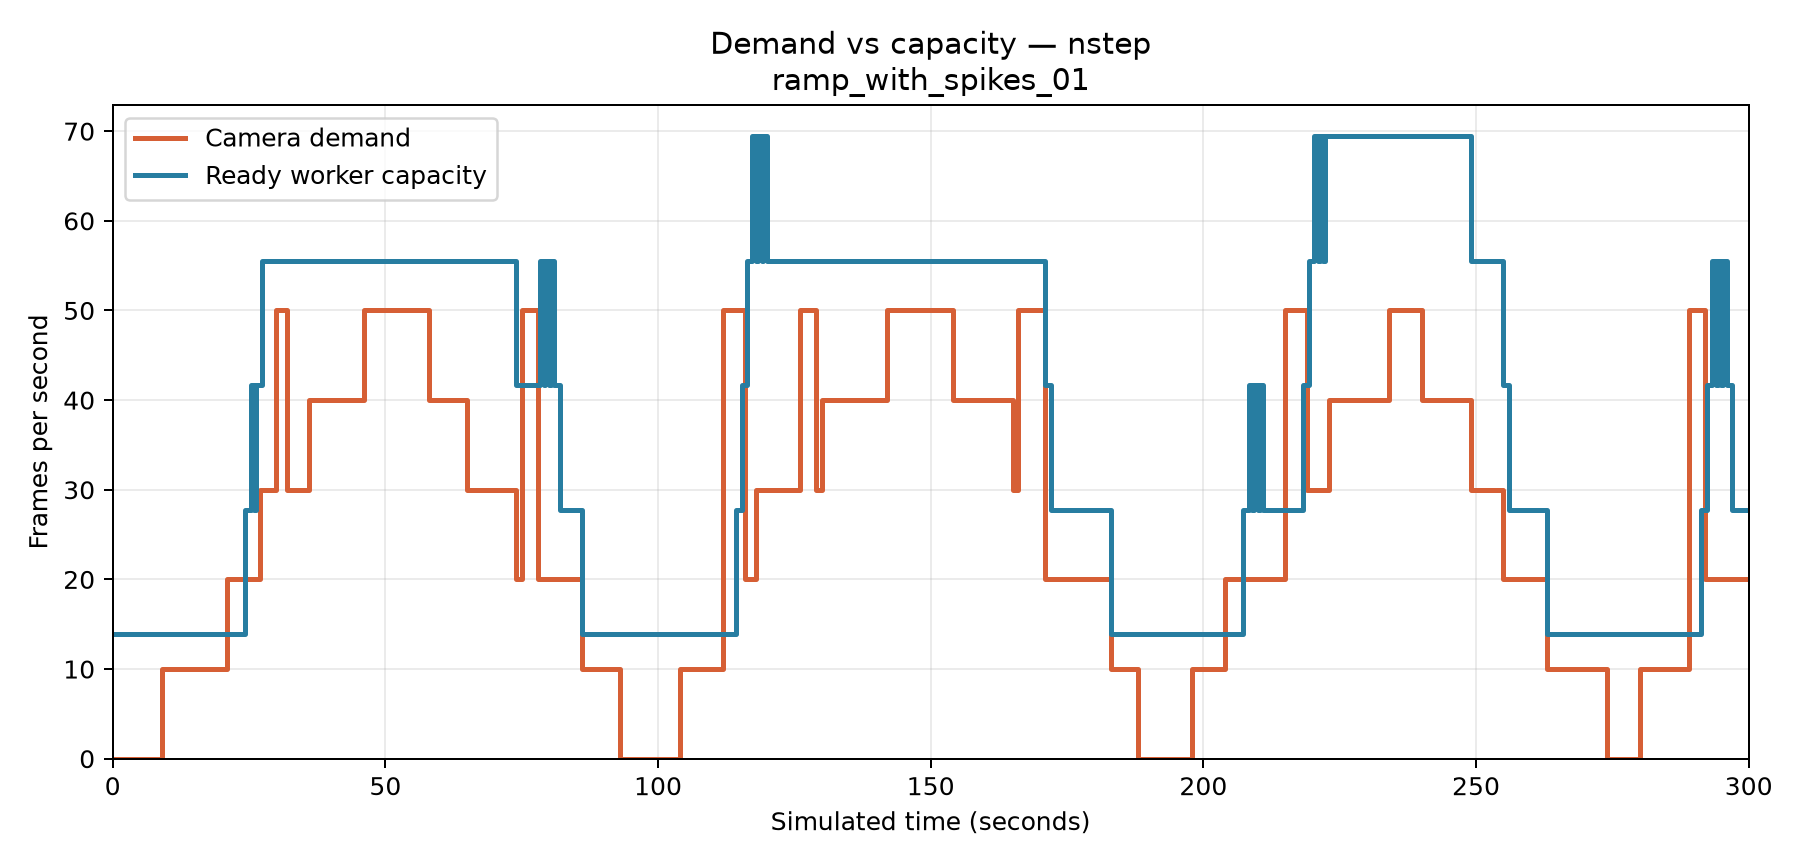 Demand vs capacity — nstep
ramp_with_spikes_01
Camera demand
Ready worker capacity
Frames per second
70
60
50
40
30
20
10
0
0 50 100 150 200 250 300
Simulated time (seconds)